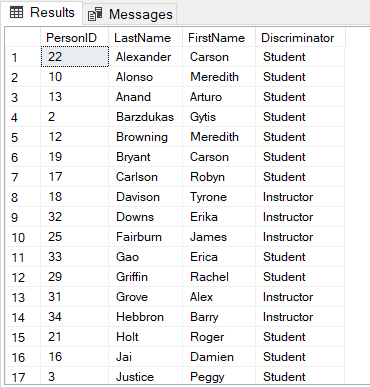 Results Messages
PersonID LastName FirstName Discriminator
1 22 Alexander Carson Student
2 10 Alonso Meredith Student
3 13 Anand Arturo Student
4 2 Barzdukas Gytis Student
5 12 Browning Meredith Student
6 19 Bryant Carson Student
7 17 Carlson Robyn Student
8 18 Davison Tyrone Instructor
9 32 Downs Erika Instructor
10 25 Fairburn James Instructor
11 33 Gao Erica Student
12 29 Griffin Rachel Student
13 31 Grove Alex Instructor
14 34 Hebbron Barry Instructor
15 21 Holt Roger Student
16 16 Jai Damien Student
17 3 Justice Peggy Student